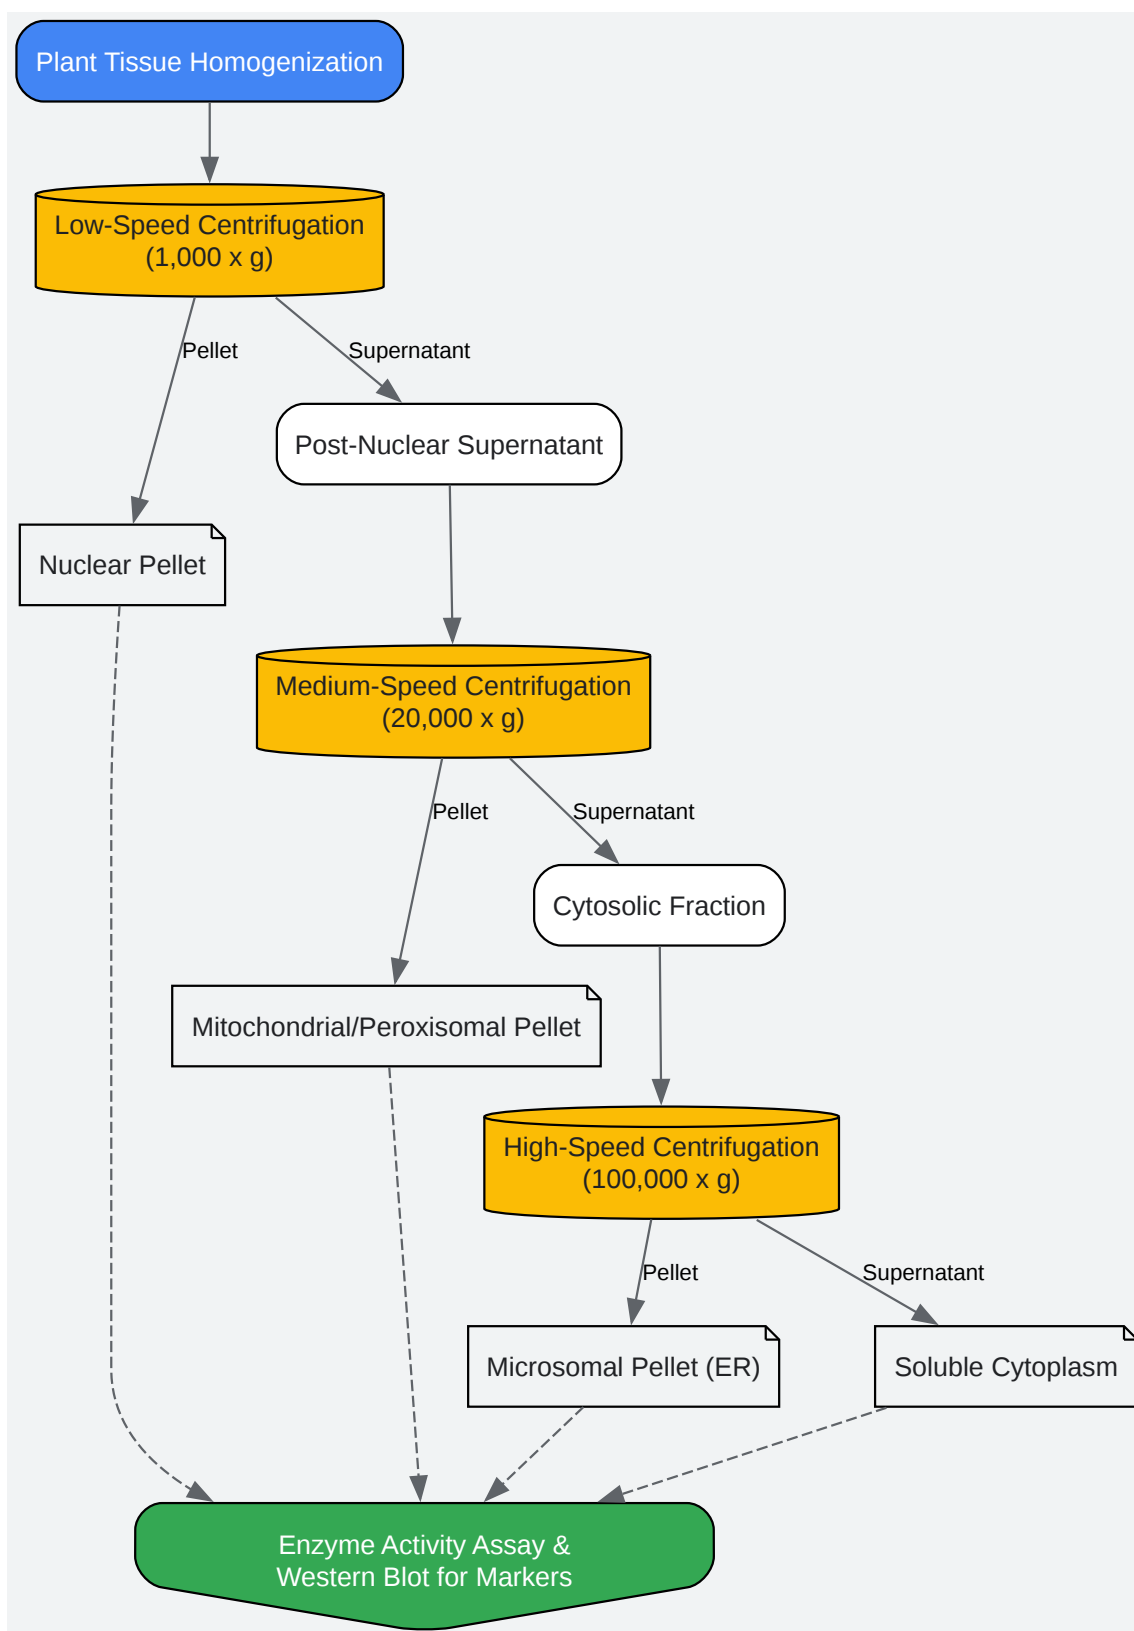 Plant Tissue Homogenization
Low-Speed Centrifugation
(1,000 x g)
Pellet
Supernatant
Post-Nuclear Supernatant
Nuclear Pellet
Medium-Speed Centrifugation
(20,000 x g)
Pellet
Supernatant
Cytosolic Fraction
Mitochondrial/Peroxisomal Pellet
High-Speed Centrifugation
(100,000 x g)
Pellet
Supernatant
Microsomal Pellet (ER)
Soluble Cytoplasm
Enzyme Activity Assay &
Western Blot for Markers